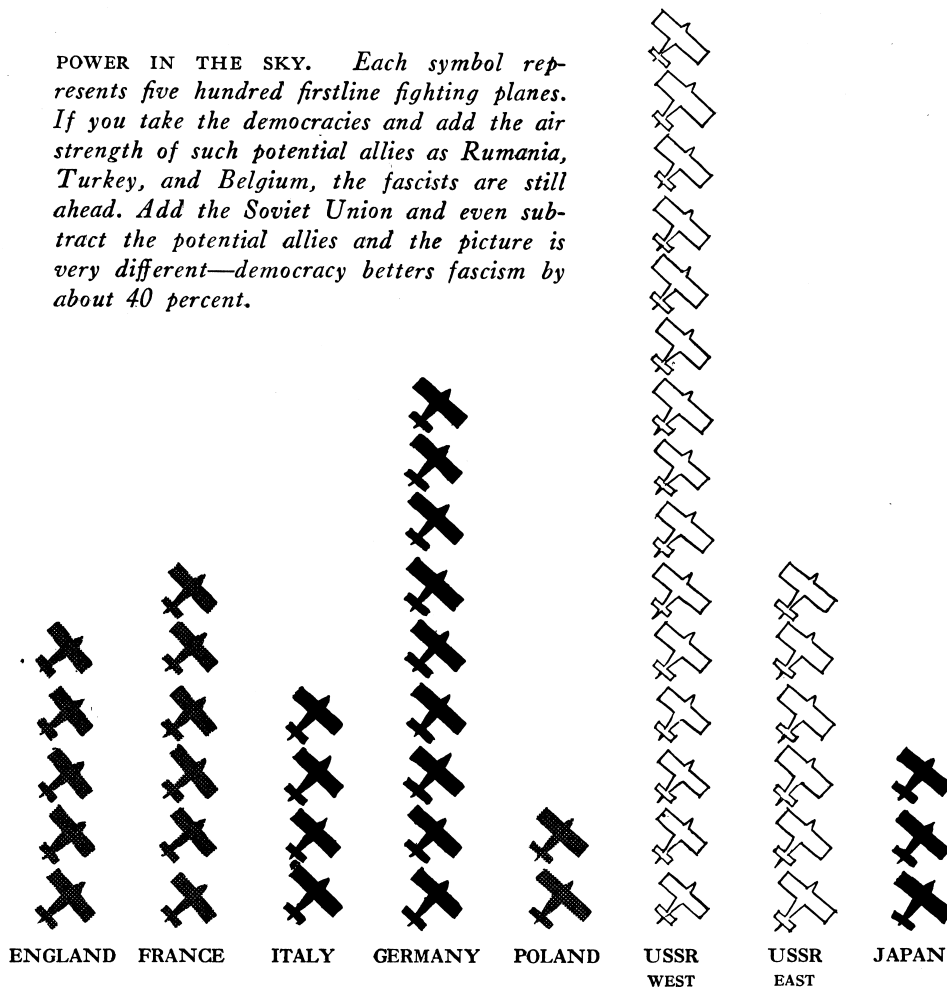 POWER IN THE SKY. Each symbol rep-
resents five hundred firstline fighting planes.
If you take the democracies and add the air
strength of such potential allies as Rumania,
Turkey, and Belgium, the fascists are still
ahead. Add the Soviet Union and even sub-
tract the potential allies and the picture is
very different—democracy betters fascism by
about 40 percent.
ENGLAND FRANCE ITALY GERMANY POLAND USSR USSR JAPAN
WEST EAST